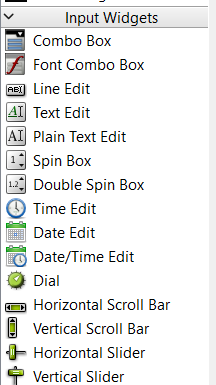 Input Widgets
Combo Box
Font Combo Box
Line Edit
Text Edit
Plain Text Edit
Spin Box
Double Spin Box
Time Edit
Date Edit
Date/Time Edit
Dial
Horizontal Scroll Bar
Vertical Scroll Bar
Horizontal Slider
Vertical Slider